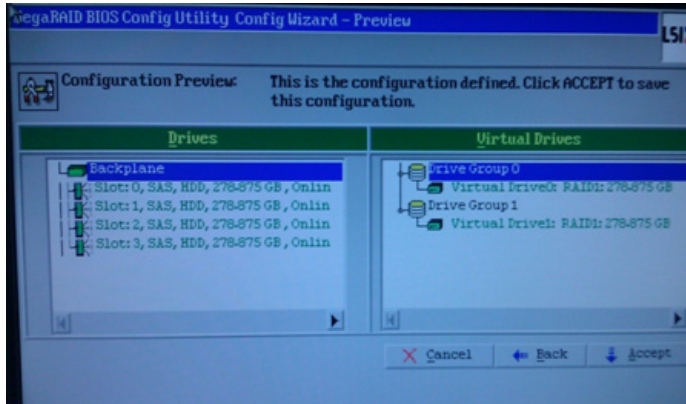 MegaRAID BIOS Config Utility Config Wizard - Preview
LSI
Configuration Preview: This is the configuration defined. Click ACCEPT to save
this configuration.
Drives
Virtual Drives
Backplane
Slot: 0, SAS, HDD, 278.875 GB, Onlin
Slot: 1, SAS, HDD, 278.875 GB, Onlin
Slot: 2, SAS, HDD, 278.875 GB, Onlin
Slot: 3, SAS, HDD, 278.875 GB, Onlin
Drive Group 0
Virtual Drive0: RAID1: 278.875 GB
Drive Group 1
Virtual Drive1: RAID1: 278.875 GB
Cancel
Back
Accept